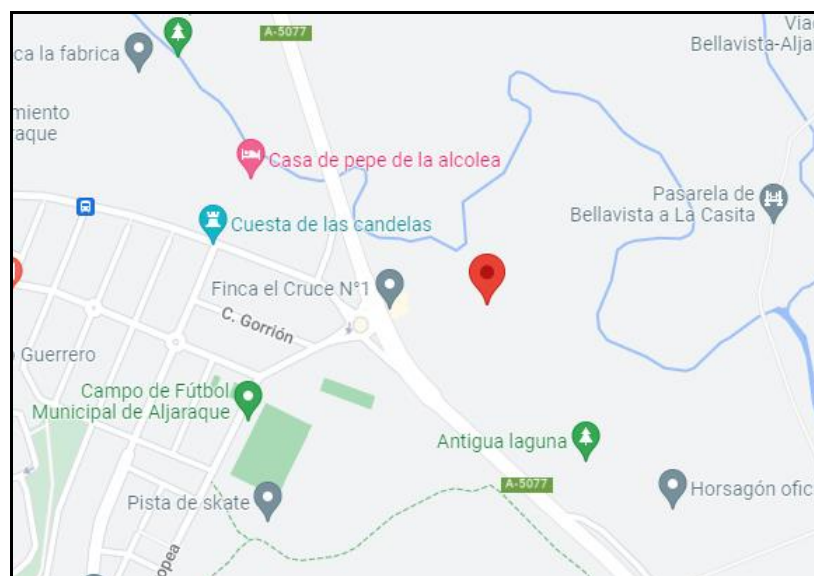 A-5077
Viad
Bellavista-Aljar
ca la fabrica
miento
raque
Casa de pepe de la alcolea
Pasarela de
Bellavista a La Casita
Cuesta de las candelas
Finca el Cruce N°1
C. Gorrión
o Guerrero
Campo de Fútbol
Municipal de Aljaraque
Antigua laguna
A-5077
Horsagón ofic
Pista de skate
opea